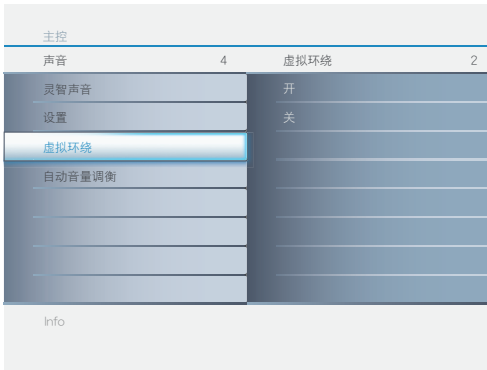 主控
声音 4 虚拟环绕 2
灵智声音 开
设置 关
虚拟环绕
自动音量调衡
Info